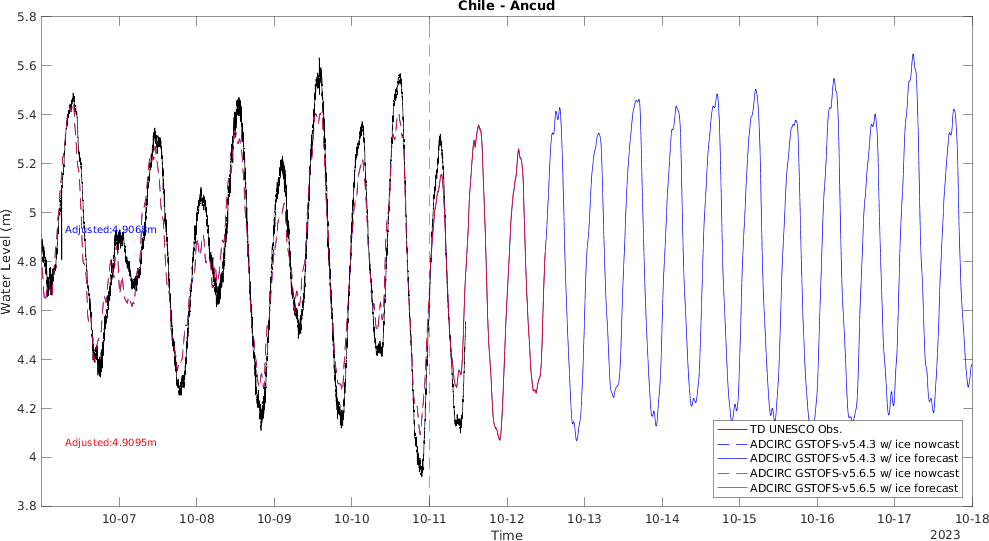 Chile - Ancud
5.8
5.6
5.4
5.2
5
4.8
4.6
4.4
4.2
4
3.8
Water Level (m)
Adjusted:4.9068m
Adjusted:4.9095m
TD UNESCO Obs.
ADCIRC GSTOFS-v5.4.3 w/ ice nowcast
ADCIRC GSTOFS-v5.4.3 w/ ice forecast
ADCIRC GSTOFS-v5.6.5 w/ ice nowcast
ADCIRC GSTOFS-v5.6.5 w/ ice forecast
10-07 10-08 10-09 10-10 10-11 10-12 10-13 10-14 10-15 10-16 10-17 10-18
Time
2023